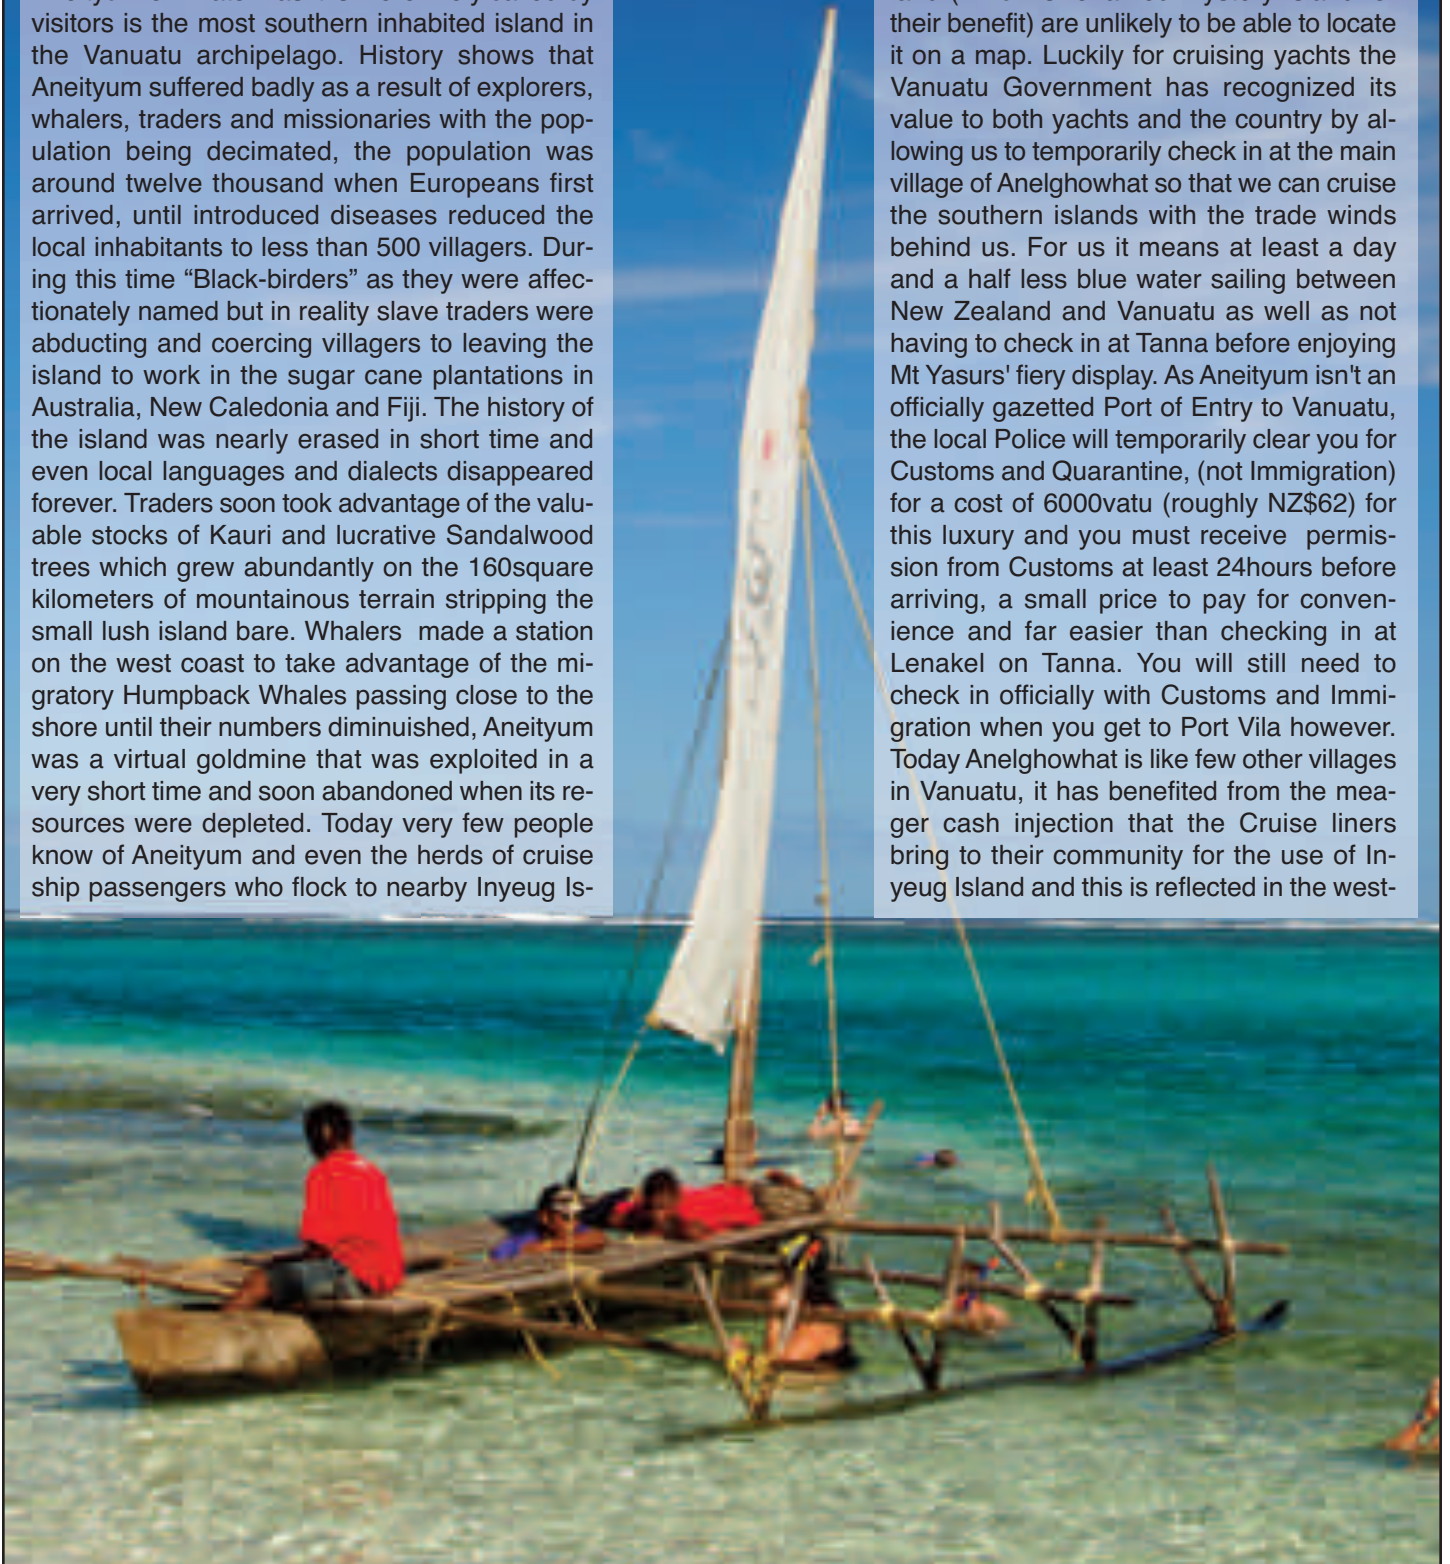 visitors is the most southern inhabited island in
the Vanuatu archipelago. History shows that
Aneityum suffered badly as a result of explorers,
whalers, traders and missionaries with the pop-
ulation being decimated, the population was
around twelve thousand when Europeans first
arrived, until introduced diseases reduced the
local inhabitants to less than 500 villagers. Dur-
ing this time “Black-birders” as they were affec-
tionately named but in reality slave traders were
abducting and coercing villagers to leaving the
island to work in the sugar cane plantations in
Australia, New Caledonia and Fiji. The history of
the island was nearly erased in short time and
even local languages and dialects disappeared
forever. Traders soon took advantage of the valu-
able stocks of Kauri and lucrative Sandalwood
trees which grew abundantly on the 160square
kilometers of mountainous terrain stripping the
small lush island bare. Whalers  made a station
on the west coast to take advantage of the mi-
gratory Humpback Whales passing close to the
shore until their numbers diminuished, Aneityum
was a virtual goldmine that was exploited in a
very short time and soon abandoned when its re-
sources were depleted. Today very few people
know of Aneityum and even the herds of cruise
ship passengers who flock to nearby Inyeug Is-
their benefit) are unlikely to be able to locate
it on a map. Luckily for cruising yachts the
Vanuatu Government has recognized its
value to both yachts and the country by al-
lowing us to temporarily check in at the main
village of Anelghowhat so that we can cruise
the southern islands with the trade winds
behind us. For us it means at least a day
and a half less blue water sailing between
New Zealand and Vanuatu as well as not
having to check in at Tanna before enjoying
Mt Yasurs' fiery display. As Aneityum isn't an
officially gazetted Port of Entry to Vanuatu,
the local Police will temporarily clear you for
Customs and Quarantine, (not Immigration)
for a cost of 6000vatu (roughly NZ$62) for
this luxury and you must receive  permis-
sion from Customs at least 24hours before
arriving, a small price to pay for conven-
ience and far easier than checking in at
Lenakel on Tanna. You will still need to
check in officially with Customs and Immi-
gration when you get to Port Vila however.
Today Anelghowhat is like few other villages
in Vanuatu, it has benefited from the mea-
ger cash injection that the Cruise liners
bring to their community for the use of In-
yeug Island and this is reflected in the west-